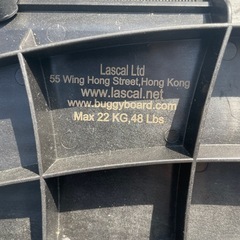 Lascal Ltd
55 Wing Hong Street,Hong Kong
www.lascal.net
www.buggyboard.com
Max 22 KG,48 Lbs